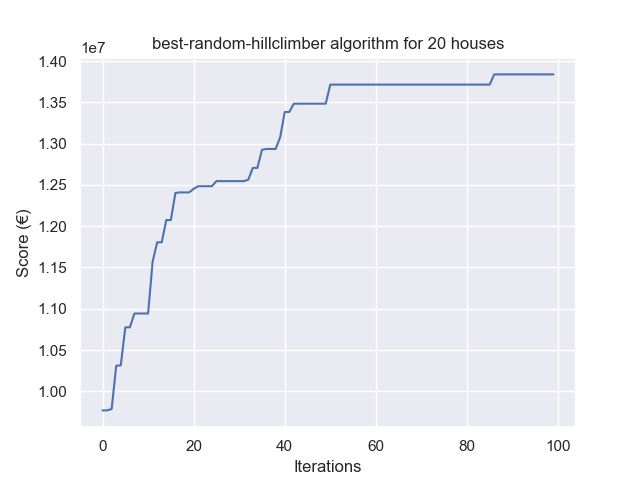 best-random-hillclimber algorithm for 20 houses
1e7
1.40
1.35
1.30
1.25
1.20
1.15
1.10
1.05
1.00
Score (€)
0 20 40 60 80 100
Iterations